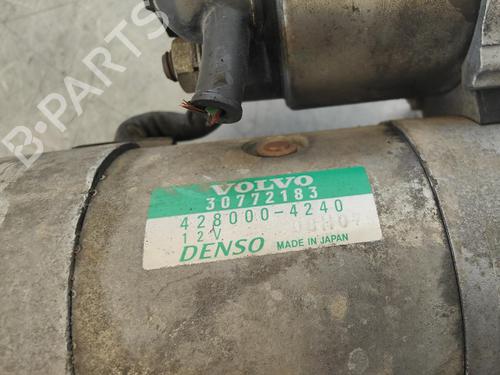 B-PARTS
VOLVO
30772183
428000-4240
12V
DENSO MADE IN JAPAN